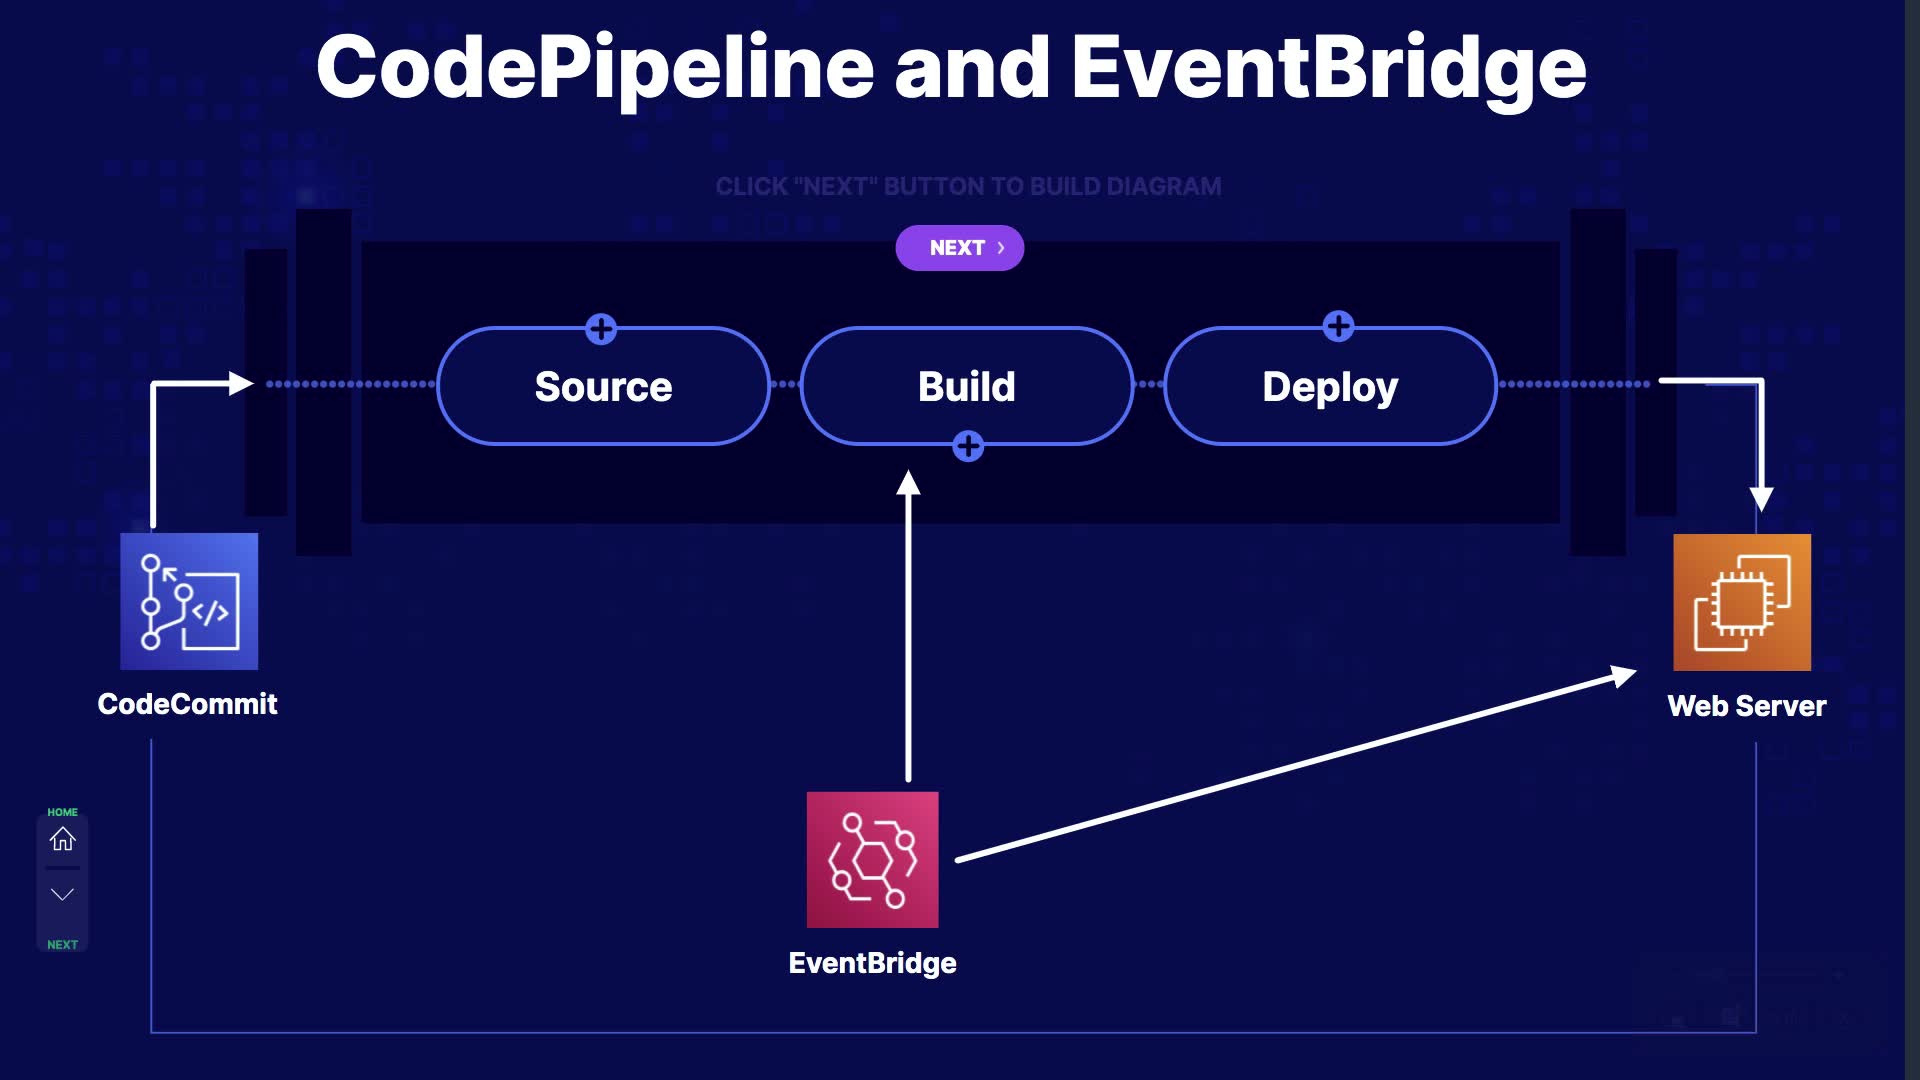 CodePipeline and EventBridge
CLICK "NEXT" BUTTON TO BUILD DIAGRAM
NEXT
Source
Build
Deploy
CodeCommit
Web Server
HOME
NEXT
EventBridge